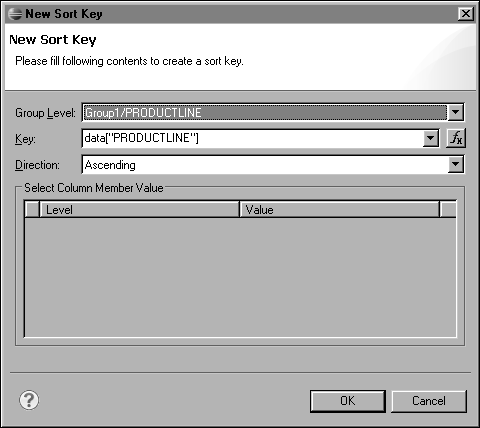 New Sort Key
New Sort Key
Please fill following contents to create a sort key.
Group Level: Group1/PRODUCTLINE
Key: data["PRODUCTLINE"] fx
Direction: Ascending
Select Column Member Value
Level Value
? OK Cancel